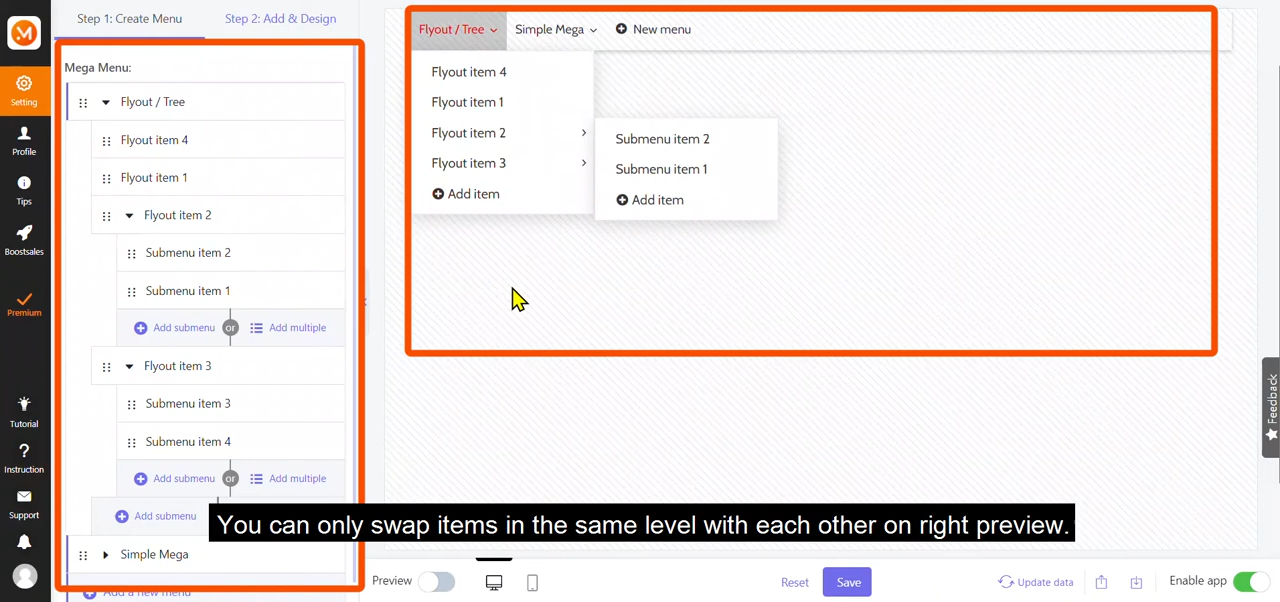 Step 1: Create Menu
Step 2: Add & Design
Setting
Profile
Tips
Boostsales
Premium
Tutorial
Instruction
Support
Mega Menu:
Flyout / Tree
Flyout item 4
Flyout item 1
Flyout item 2
Submenu item 2
Submenu item 1
Add submenu or Add multiple
Flyout item 3
Submenu item 3
Submenu item 4
Add submenu or Add multiple
Add submenu
Simple Mega
Add a new menu
Flyout / Tree
Simple Mega
New menu
Flyout item 4
Flyout item 1
Flyout item 2
Flyout item 3
Add item
Submenu item 2
Submenu item 1
Add item
Feedback
You can only swap items in the same level with each other on right preview.
Preview
Reset
Save
Update data
Enable app